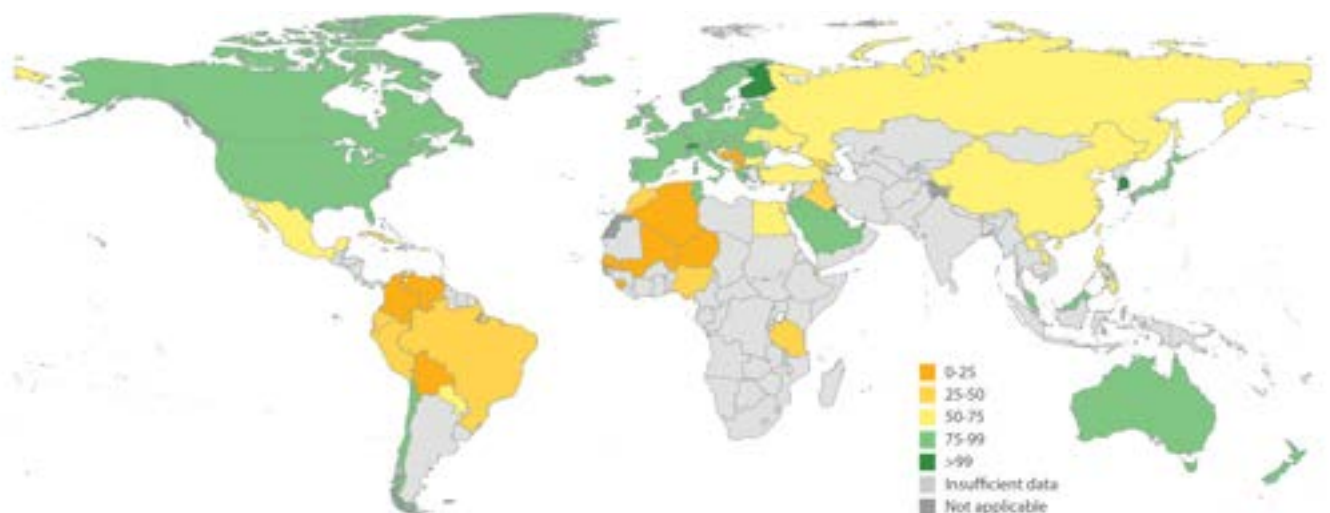 0-25
25-50
50-75
75-99
>99
Insufficient data
Not applicable